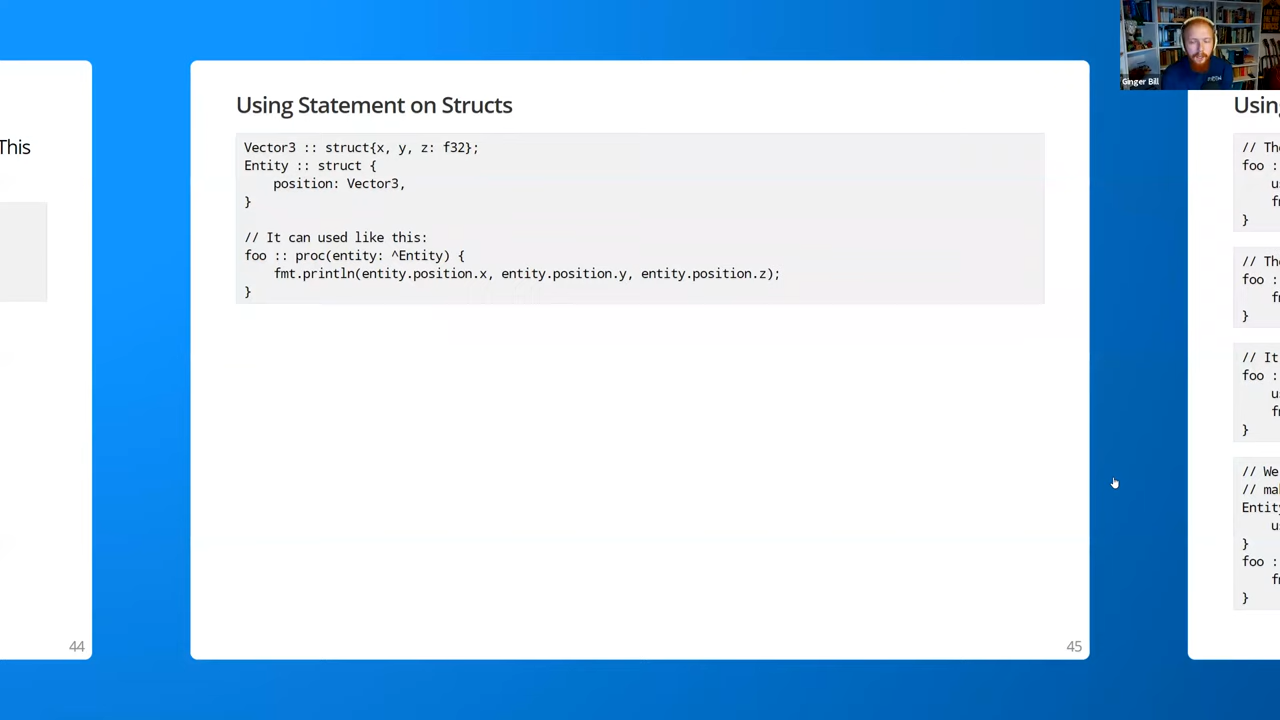 This
44
Using Statement on Structs
Vector3 :: struct{x, y, z: f32};
Entity :: struct {
    position: Vector3,
}
// It can used like this:
foo :: proc(entity: ^Entity) {
    fmt.println(entity.position.x, entity.position.y, entity.position.z);
}
45
Ginger Bill
Using
// The
foo :
}
// The
foo :
}
// It
foo :
}
// We
// ma
Entity
}
foo :
}